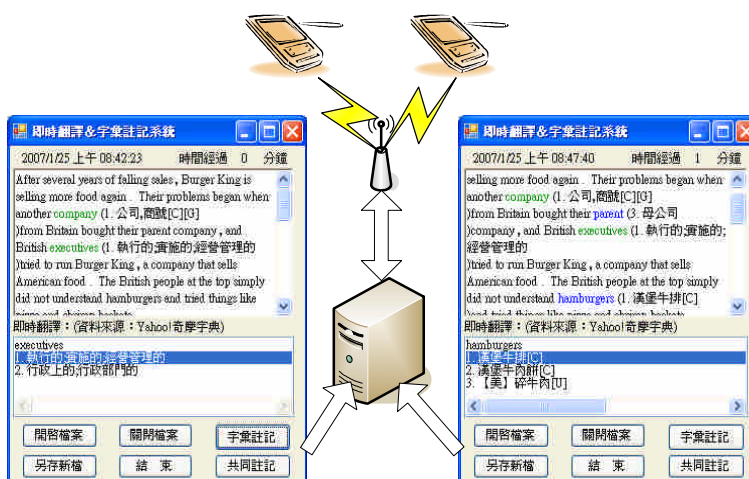 即時翻譯&字彙註記系統
2007/1/25 上午 08:42:23 時間經過 0 分鐘
After several years of falling sales , Burger King is
selling more food again . Their problems began when
another company (1. 公司,商號[C][G]
)from Britain bought their parent company , and
British executives (1. 執行的;實施的;經營管理的
)tried to run Burger King , a company that sells
American food . The British people at the top simply
did not understand hamburgers and tried things like
即時翻譯：(資料來源：Yahoo!奇摩字典)
executives
1. 執行的;實施的;經營管理的
2. 行政上的;行政部門的
開啟檔案 關閉檔案 字彙註記
另存新檔 結 束 共同註記
即時翻譯&字彙註記系統
2007/1/25 上午 08:47:40 時間經過 1 分鐘
selling more food again . Their problems began when
another company (1. 公司,商號[C][G]
)from Britain bought their parent (3. 母公司
)company , and British executives (1. 執行的;實施的;
經營管理的
)tried to run Burger King , a company that sells
American food . The British people at the top simply
did not understand hamburgers (1. 漢堡牛排[C]
即時翻譯：(資料來源：Yahoo!奇摩字典)
hamburgers
1. 漢堡牛排[C]
2. 漢堡牛肉餅[C]
3. 【美】碎牛肉[U]
開啟檔案 關閉檔案 字彙註記
另存新檔 結 束 共同註記